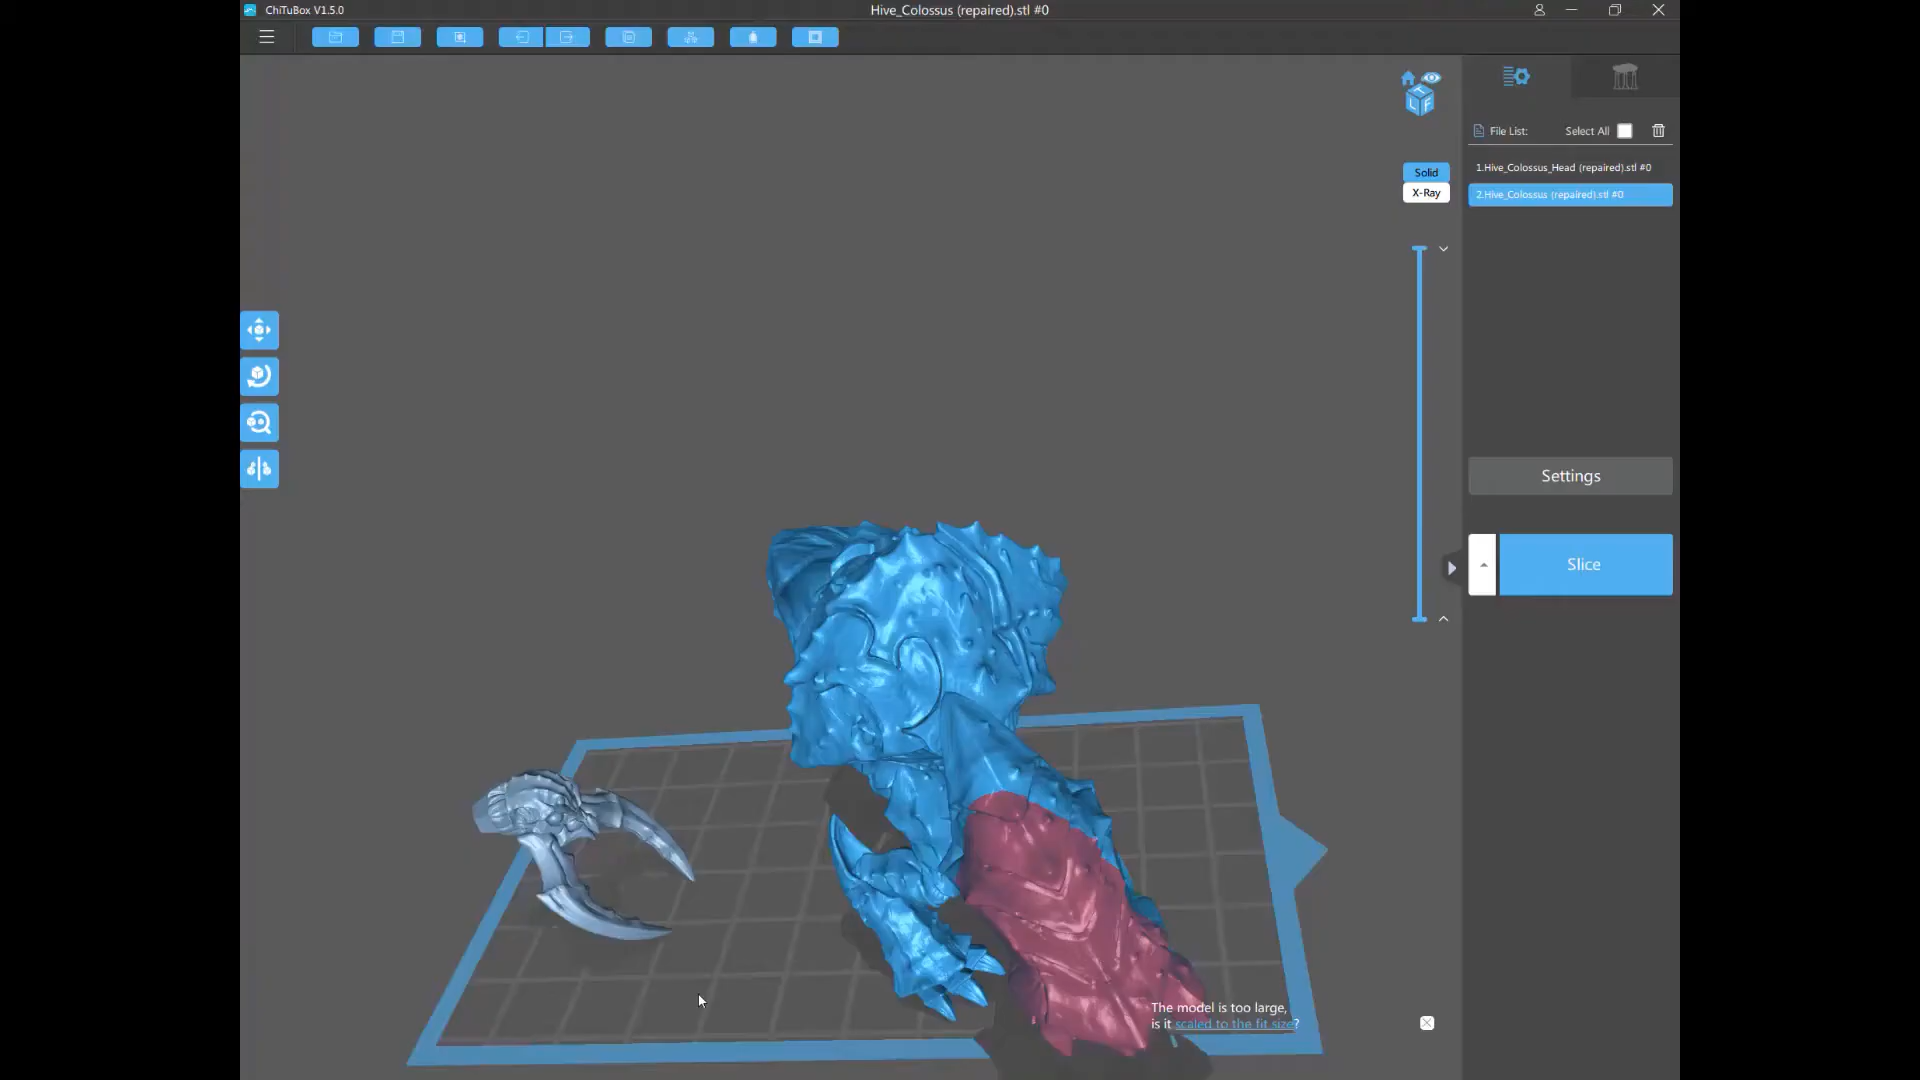 ChiTuBox V1.5.0
Hive_Colossus (repaired).stl #0
File List:
Select All
1.Hive_Colossus_Head (repaired).stl #0
2.Hive_Colossus (repaired).stl #0
T
L F
Solid
X-Ray
Settings
Slice
The model is too large,
is it scaled to the fit size?